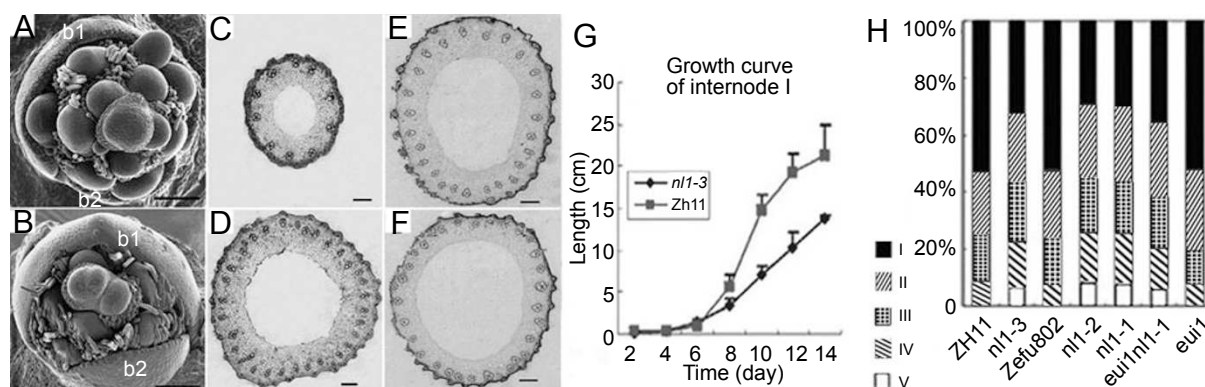 A
b1
b2
B
b1
b2
C
D
E
F
G
Growth curve
of internode I
Length (cm)
30
25
20
15
10
5
0
nl1-3
Zh11
2 4 6 8 10 12 14
Time (day)
H
100%
80%
60%
40%
20%
0
I
II
III
IV
V
ZH11
nl1-3
Zefu802
nl1-2
nl1-1
eui1nl1-1
eui1